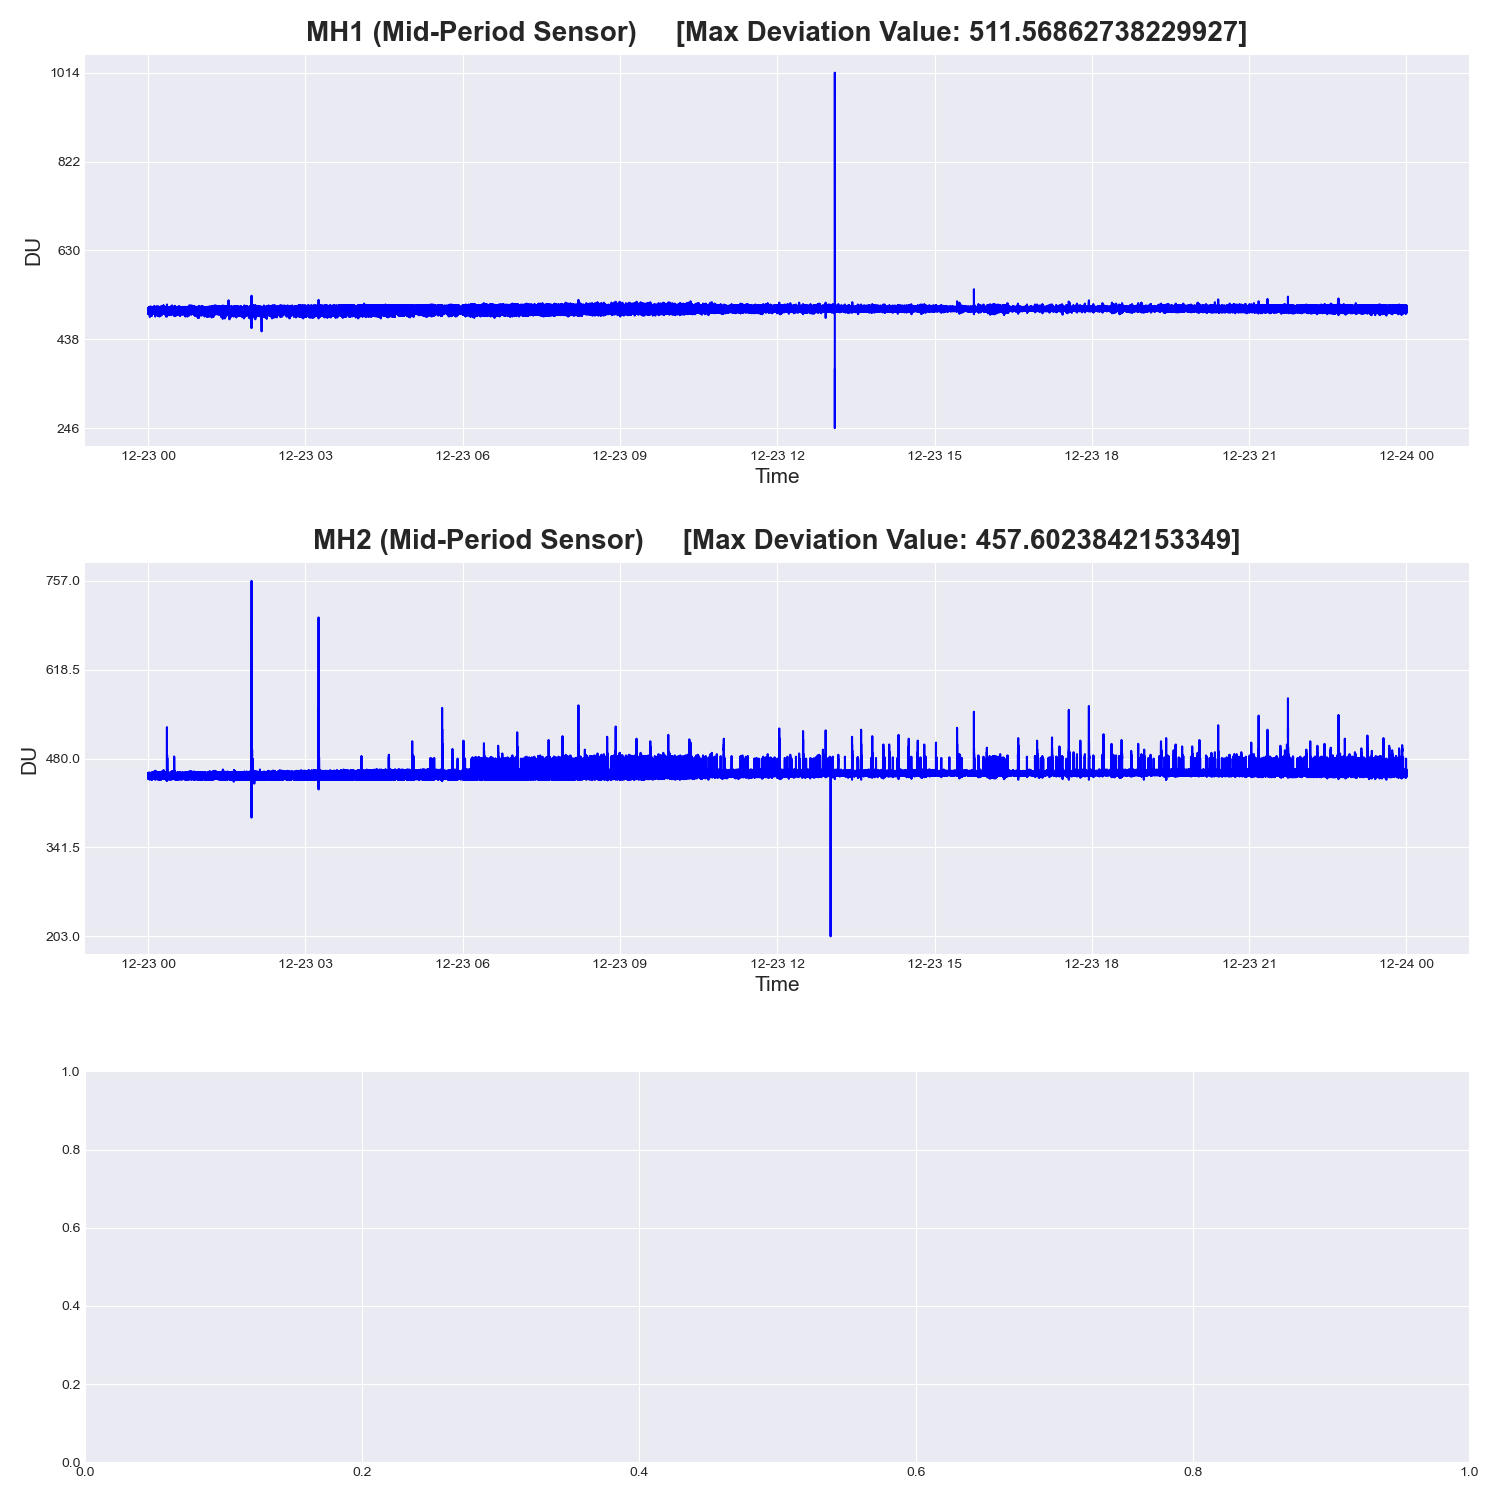 MH1 (Mid-Period Sensor) [Max Deviation Value: 511.56862738229927]
1014
822
630
438
246
DU
12-23 00 12-23 03 12-23 06 12-23 09 12-23 12 12-23 15 12-23 18 12-23 21 12-24 00
Time
MH2 (Mid-Period Sensor) [Max Deviation Value: 457.6023842153349]
757.0
618.5
480.0
341.5
203.0
DU
12-23 00 12-23 03 12-23 06 12-23 09 12-23 12 12-23 15 12-23 18 12-23 21 12-24 00
Time
1.0
0.8
0.6
0.4
0.2
0.0
0.0 0.2 0.4 0.6 0.8 1.0